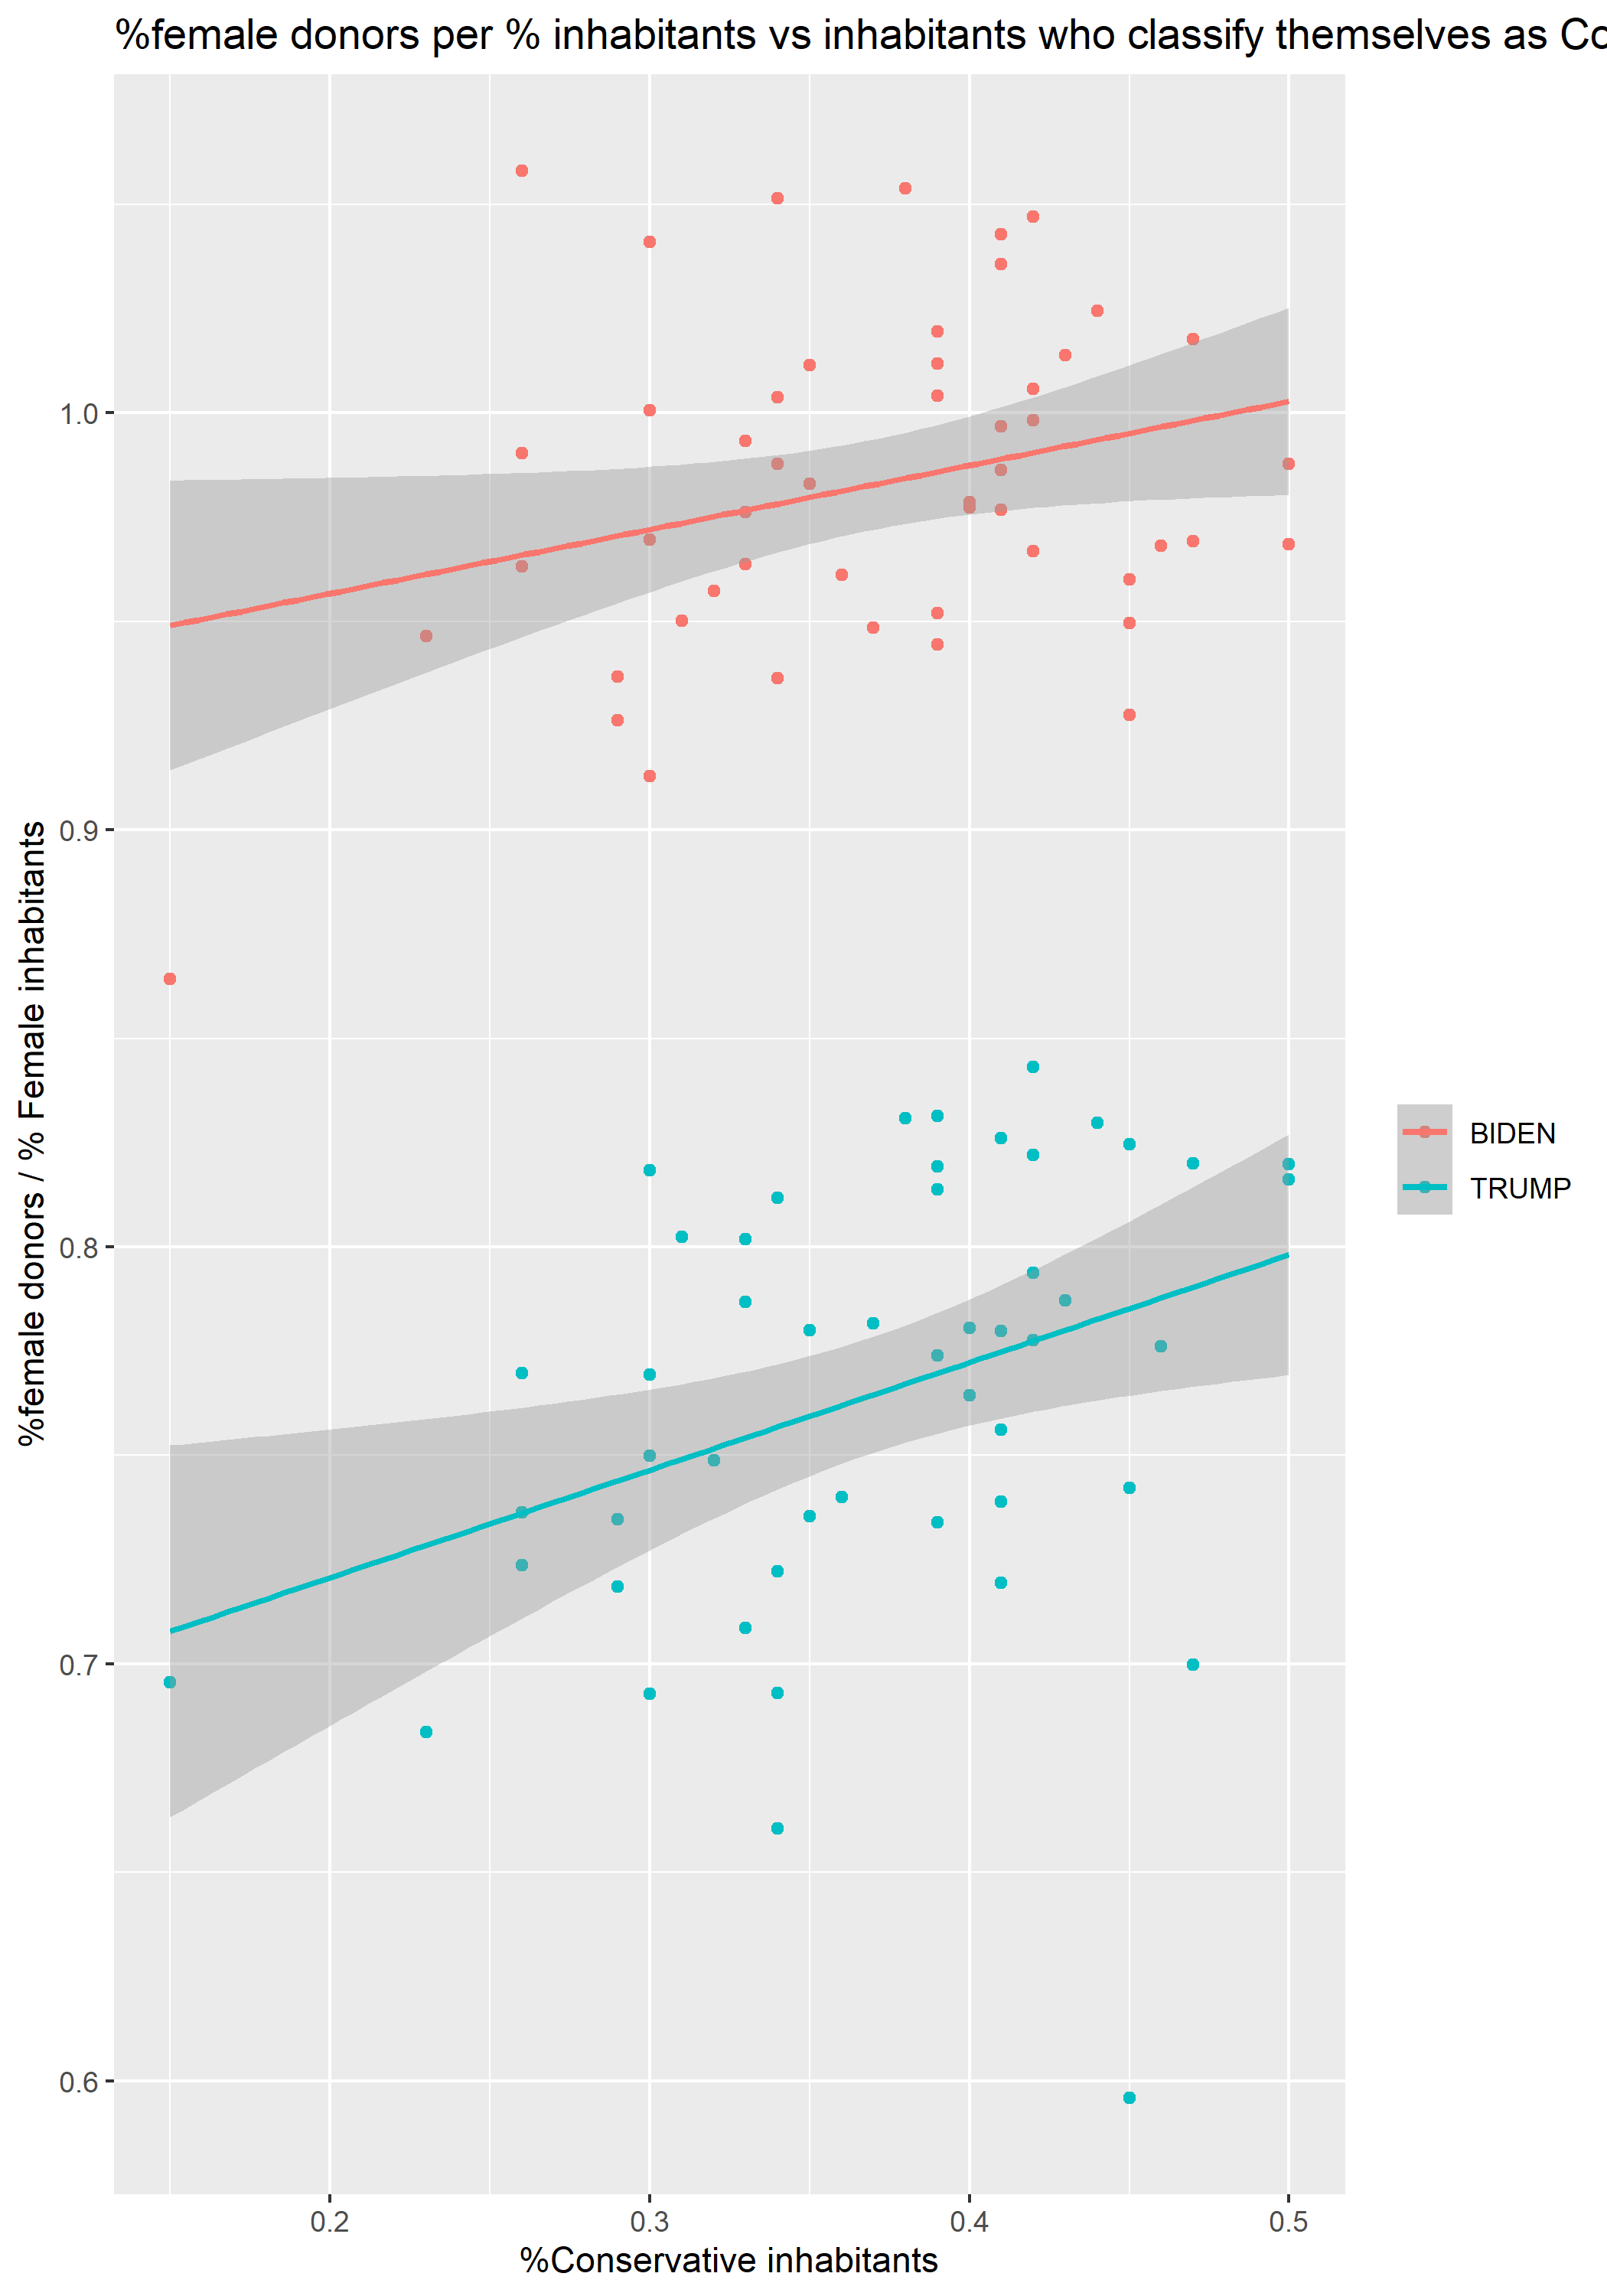 %female donors per % inhabitants vs inhabitants who classify themselves as Co
%female donors / % Female inhabitants
1.0
0.9
0.8
0.7
0.6
0.2
0.3
0.4
0.5
%Conservative inhabitants
BIDEN
TRUMP